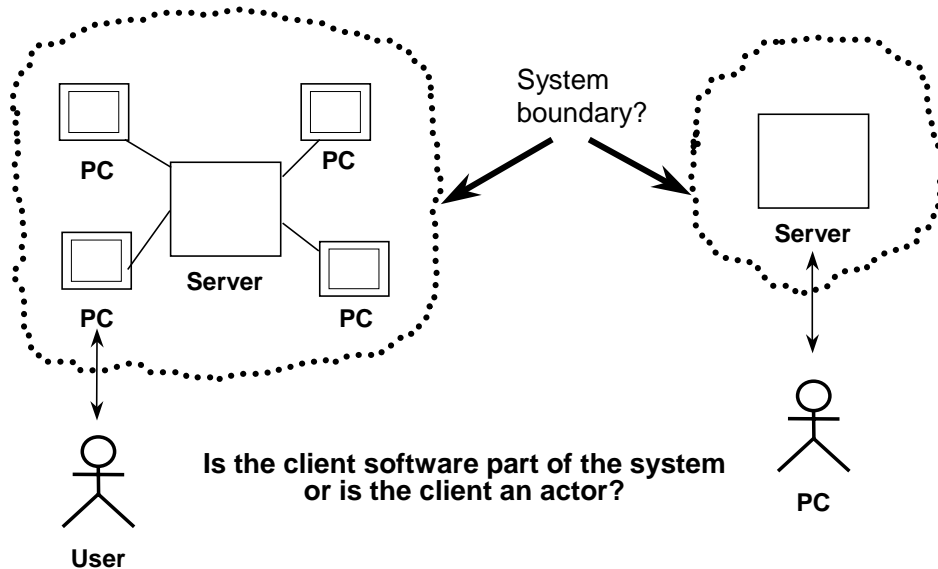 System
boundary?
PC
PC
Server
PC
PC
User
Server
PC
Is the client software part of the system
or is the client an actor?